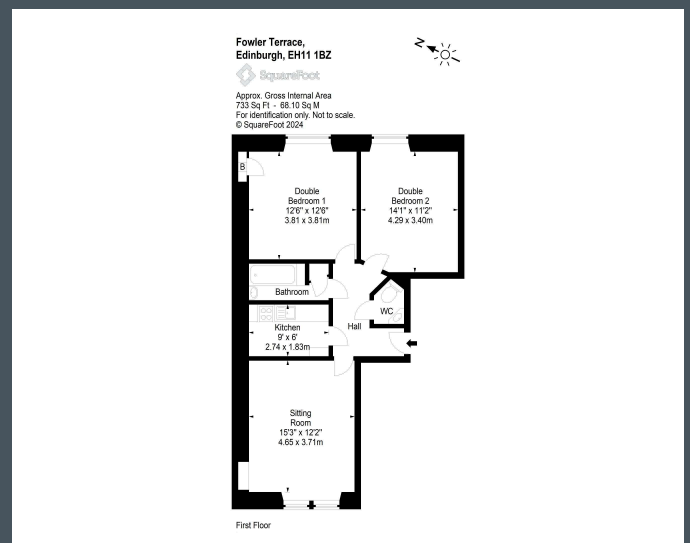 Fowler Terrace,
Edinburgh, EH11 1BZ
SquareFoot
Approx. Gross Internal Area
733 Sq Ft - 68.10 Sq M
For identification only. Not to scale.
© SquareFoot 2024
N
B
Double
Bedroom 1
12'6" x 12'6"
3.81 x 3.81m
Double
Bedroom 2
14'1" x 11'2"
4.29 x 3.40m
Bathroom
WC
Kitchen
9' x 6'
2.74 x 1.83m
Hall
Sitting
Room
15'3" x 12'2"
4.65 x 3.71m
First Floor